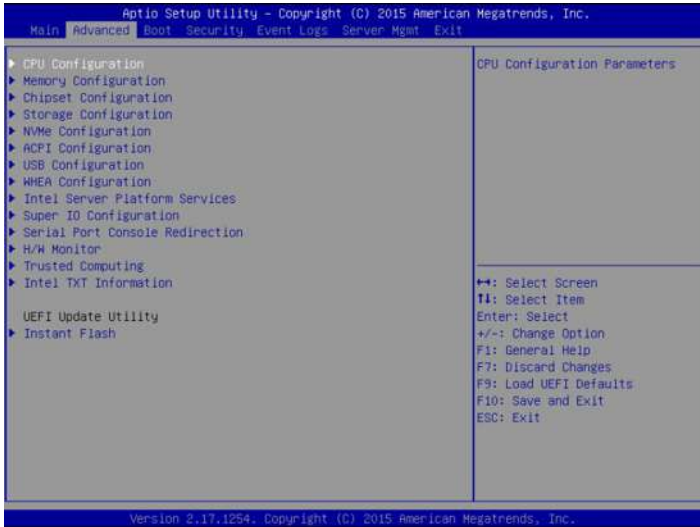 Aptio Setup Utility – Copyright (C) 2015 American Megatrends, Inc.
Main Advanced Boot Security Event Logs Server Mgmt Exit
▶ CPU Configuration
▶ Memory Configuration
▶ Chipset Configuration
▶ Storage Configuration
▶ NVMe Configuration
▶ ACPI Configuration
▶ USB Configuration
▶ WHEA Configuration
▶ Intel Server Platform Services
▶ Super IO Configuration
▶ Serial Port Console Redirection
▶ H/W Monitor
▶ Trusted Computing
▶ Intel TXT Information
UEFI Update Utility
▶ Instant Flash
CPU Configuration Parameters
↔: Select Screen
↑↓: Select Item
Enter: Select
+/-: Change Option
F1: General Help
F7: Discard Changes
F9: Load UEFI Defaults
F10: Save and Exit
ESC: Exit
Version 2.17.1254. Copyright (C) 2015 American Megatrends, Inc.